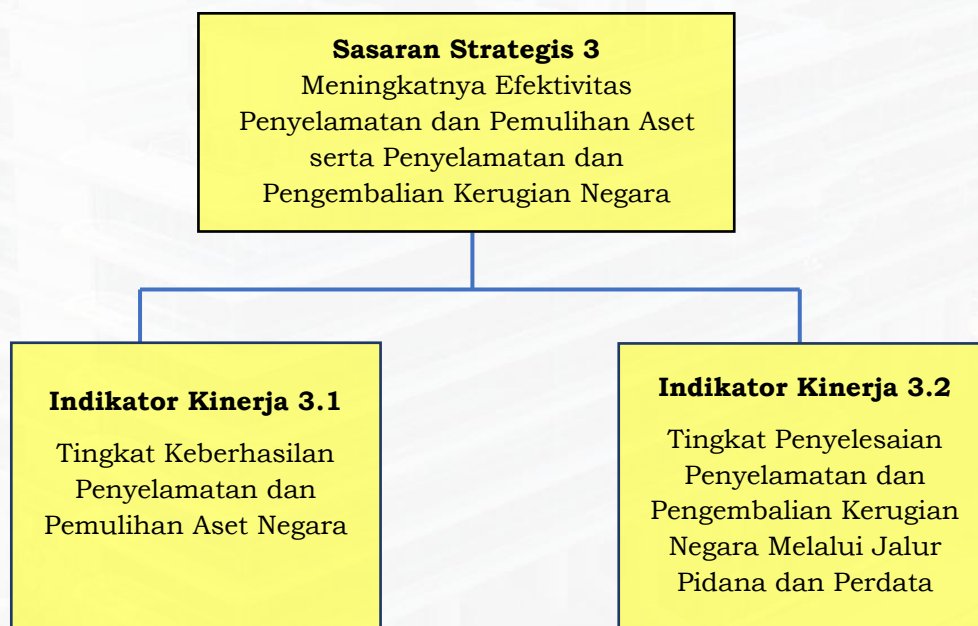 Sasaran Strategis 3
Meningkatnya Efektivitas
Penyelamatan dan Pemulihan Aset
serta Penyelamatan dan
Pengembalian Kerugian Negara
Indikator Kinerja 3.1
Tingkat Keberhasilan
Penyelamatan dan
Pemulihan Aset Negara
Indikator Kinerja 3.2
Tingkat Penyelesaian
Penyelamatan dan
Pengembalian Kerugian
Negara Melalui Jalur
Pidana dan Perdata